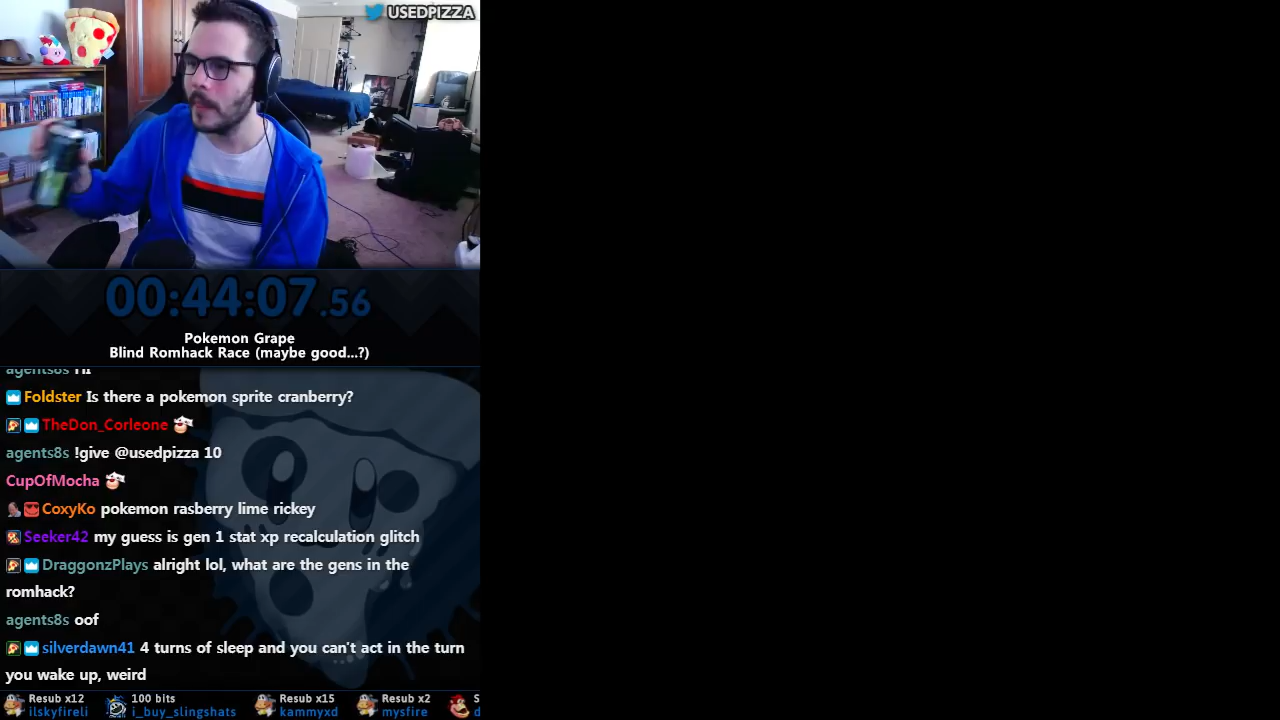 USEDPIZZA
00:44:07.56
Pokemon Grape
Blind Romhack Race (maybe good...?)
agents8s Hi
Foldster Is there a pokemon sprite cranberry?
TheDon_Corleone
agents8s !give @usedpizza 10
CupOfMocha
CoxyKo pokemon rasberry lime rickey
Seeker42 my guess is gen 1 stat xp recalculation glitch
DraggonzPlays alright lol, what are the gens in the
romhack?
agents8s oof
silverdawn41 4 turns of sleep and you can't act in the turn
you wake up, weird
Resub x12 100 bits Resub x15 Resub x2 S
ilskyfireli i_buy_slingshats kammyxd mysfire d